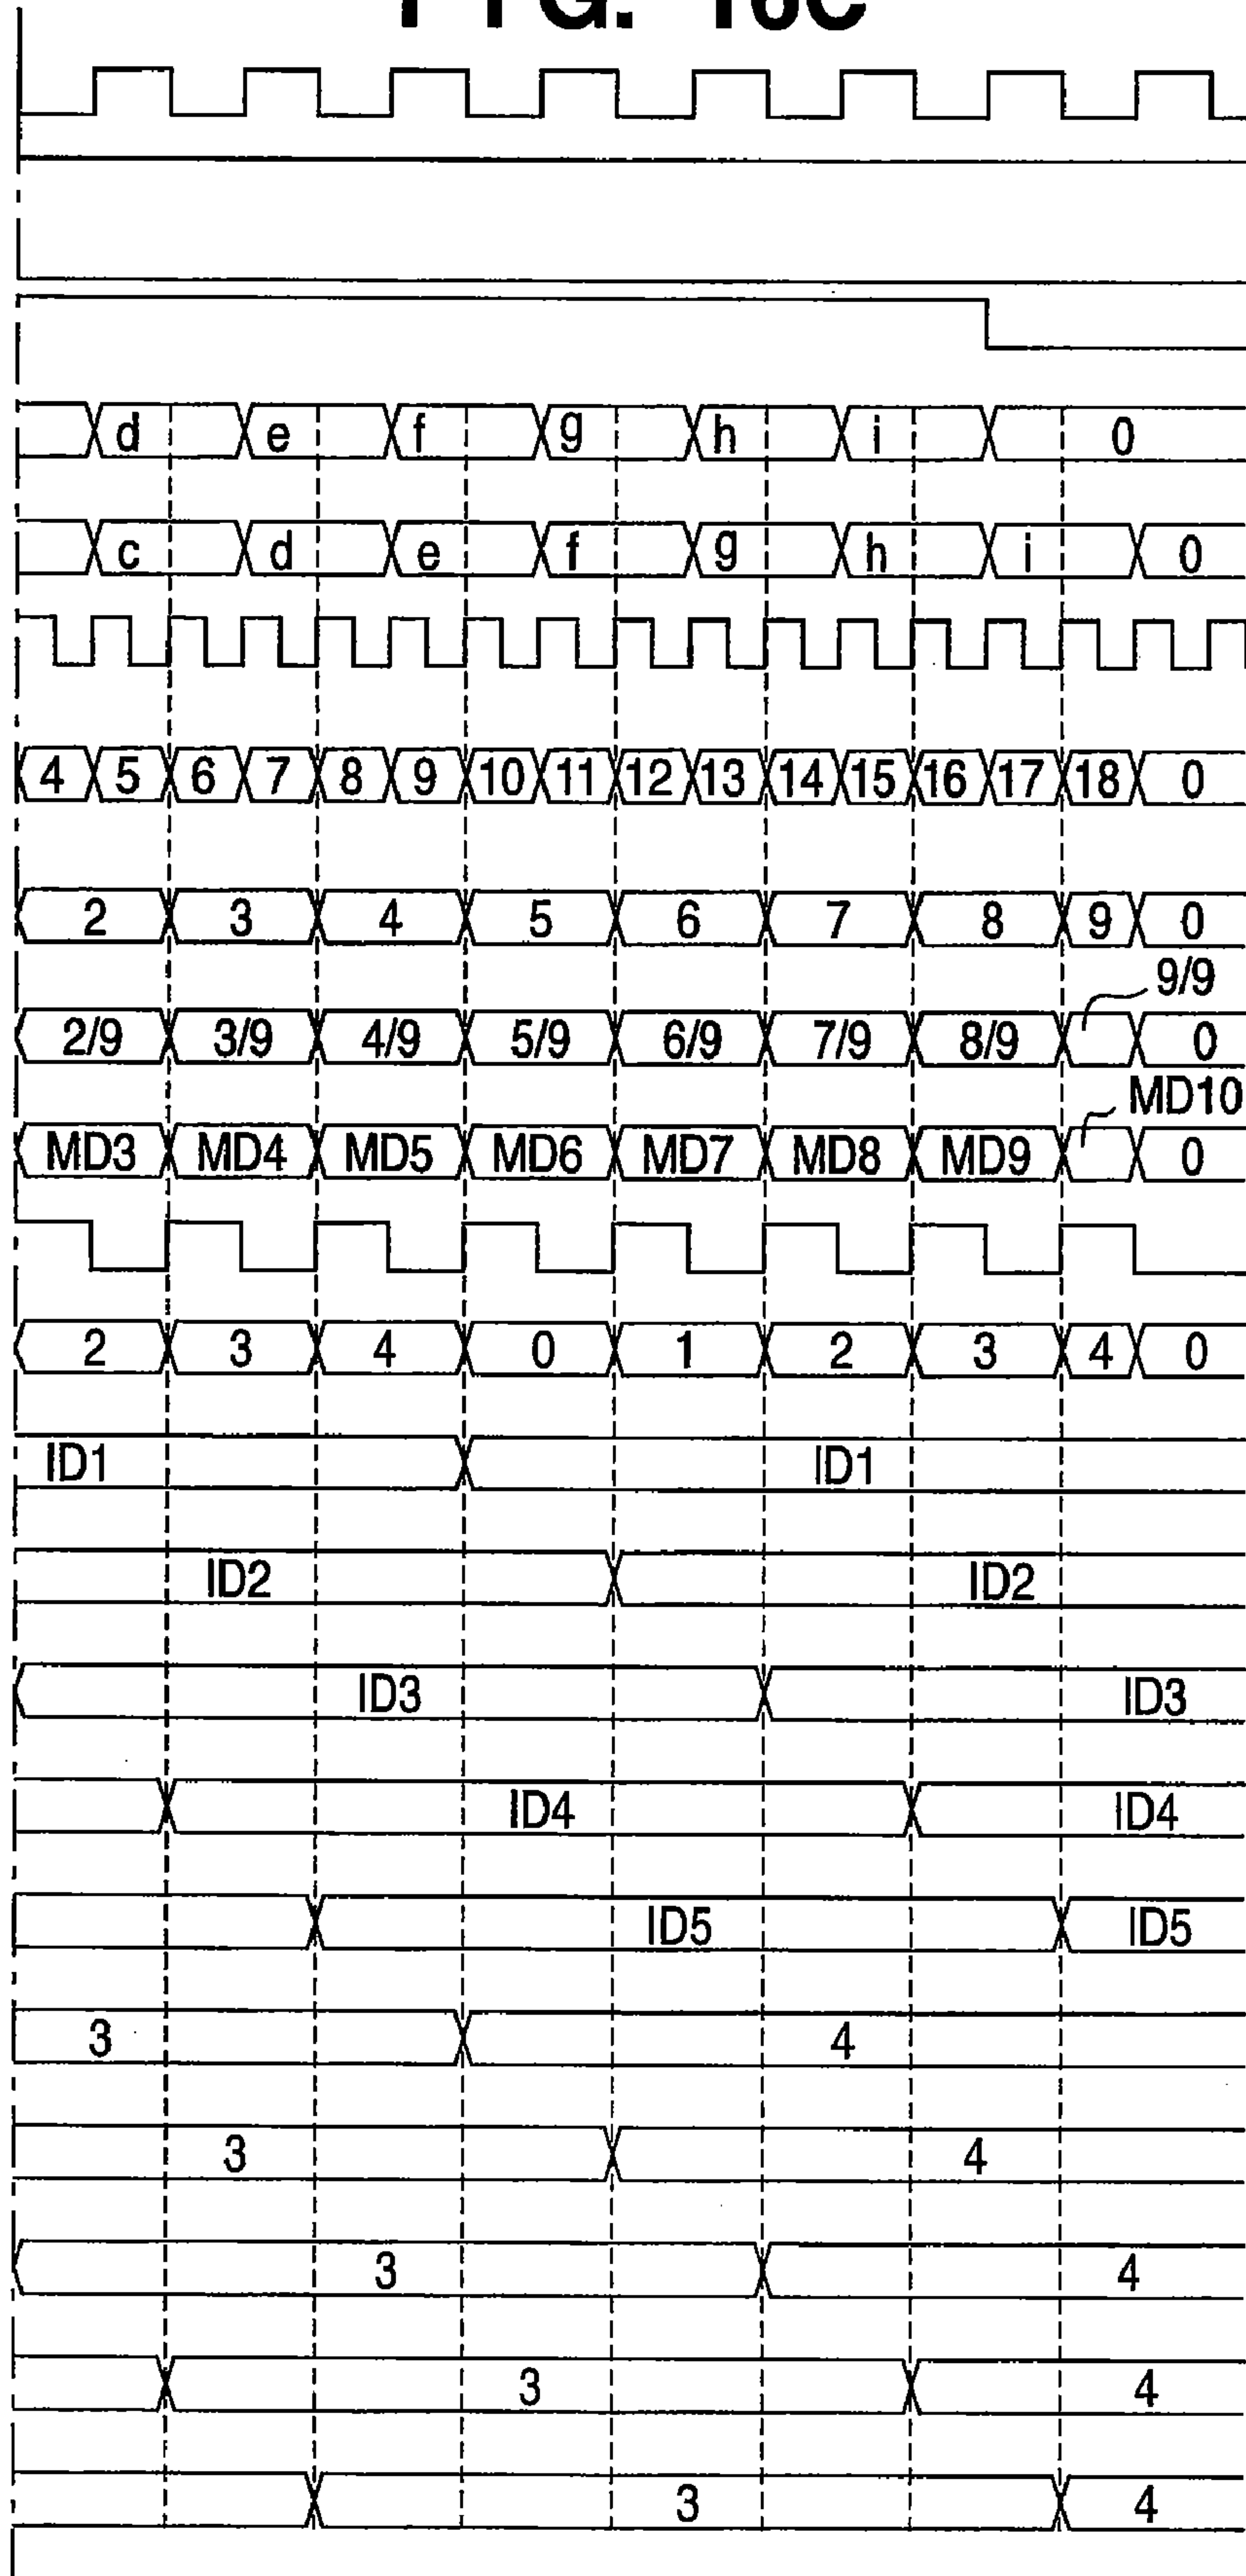 FIG. 18C
d e f g h i 0
c d e f g h i 0
4 5 6 7 8 9 10 11 12 13 14 15 16 17 18 0
2 3 4 5 6 7 8 9 0
9/9
2/9 3/9 4/9 5/9 6/9 7/9 8/9 0
MD10
MD3 MD4 MD5 MD6 MD7 MD8 MD9 0
2 3 4 0 1 2 3 4 0
ID1 ID1
ID2 ID2
ID3 ID3
ID4 ID4
ID5 ID5
3 4
3 4
3 4
3 4
3 4